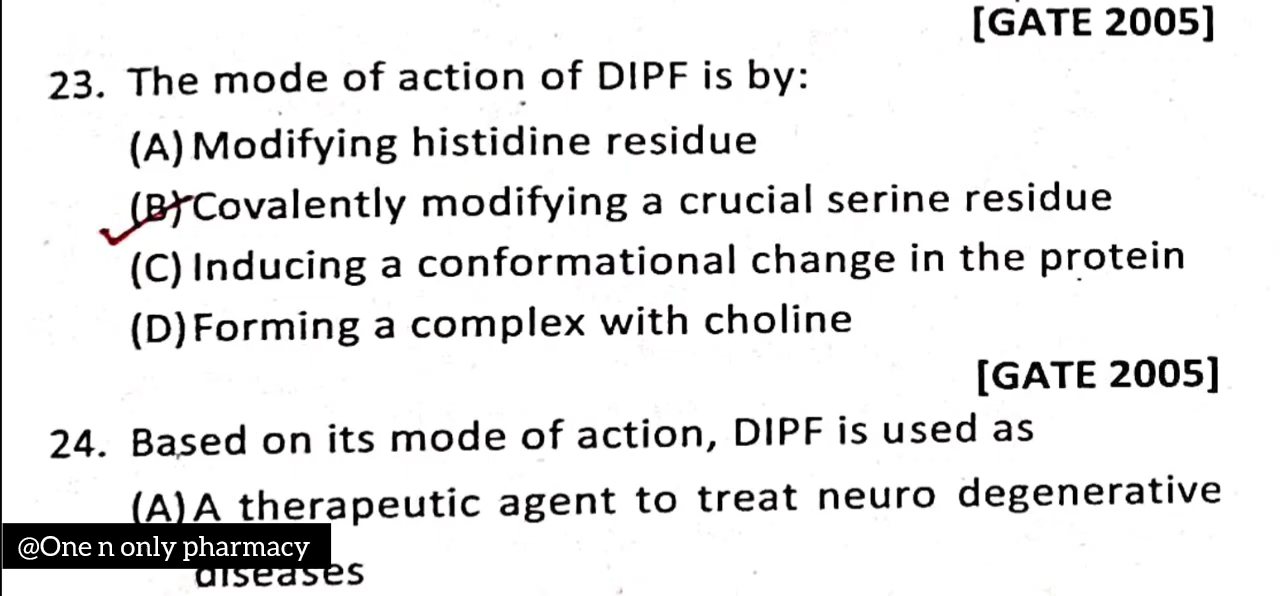 [GATE 2005]
23. The mode of action of DIPF is by:
(A) Modifying histidine residue
(B) Covalently modifying a crucial serine residue
(C) Inducing a conformational change in the protein
(D) Forming a complex with choline
[GATE 2005]
24. Based on its mode of action, DIPF is used as
(A) A therapeutic agent to treat neuro degenerative
@One n only pharmacy
diseases